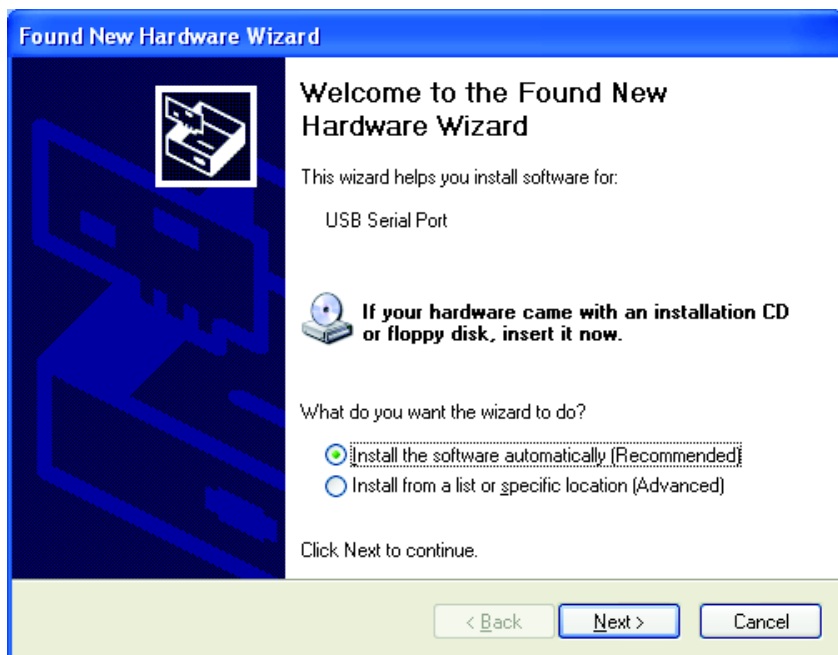 Found New Hardware Wizard
Welcome to the Found New
Hardware Wizard
This wizard helps you install software for:
USB Serial Port
If your hardware came with an installation CD
or floppy disk, insert it now.
What do you want the wizard to do?
Install the software automatically (Recommended)
Install from a list or specific location (Advanced)
Click Next to continue.
< Back
Next >
Cancel